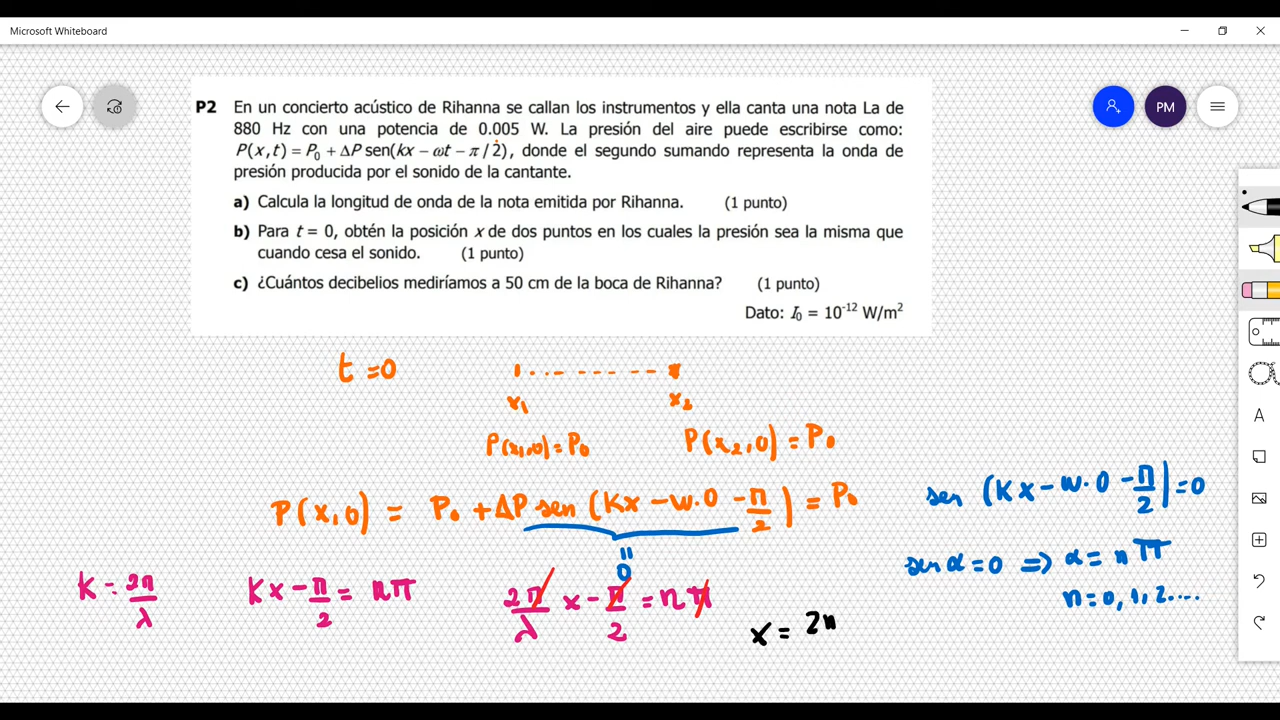 Microsoft Whiteboard
PM
P2 En un concierto acústico de Rihanna se callan los instrumentos y ella canta una nota La de
880 Hz con una potencia de 0.005 W. La presión del aire puede escribirse como:
P(x,t) = P₀ + ΔP sen(kx − ωt − π / 2), donde el segundo sumando representa la onda de
presión producida por el sonido de la cantante.
a) Calcula la longitud de onda de la nota emitida por Rihanna. (1 punto)
b) Para t = 0, obtén la posición x de dos puntos en los cuales la presión sea la misma que
cuando cesa el sonido. (1 punto)
c) ¿Cuántos decibelios mediríamos a 50 cm de la boca de Rihanna? (1 punto)
Dato: I₀ = 10⁻¹² W/m²
t = 0
x₁ x₂
P(x₁,0) = P₀ P(x₂,0) = P₀
P(x,0) = P₀ + ΔP sen (Kx − w·0 − π/2) = P₀
sen (Kx − w·0 − π/2) = 0
= 0
sen α = 0 ⇒ α = n π
n = 0, 1, 2....
K = 2π/λ Kx − π/2 = nπ 2π/λ x − π/2 = nπ
x = 2n
A